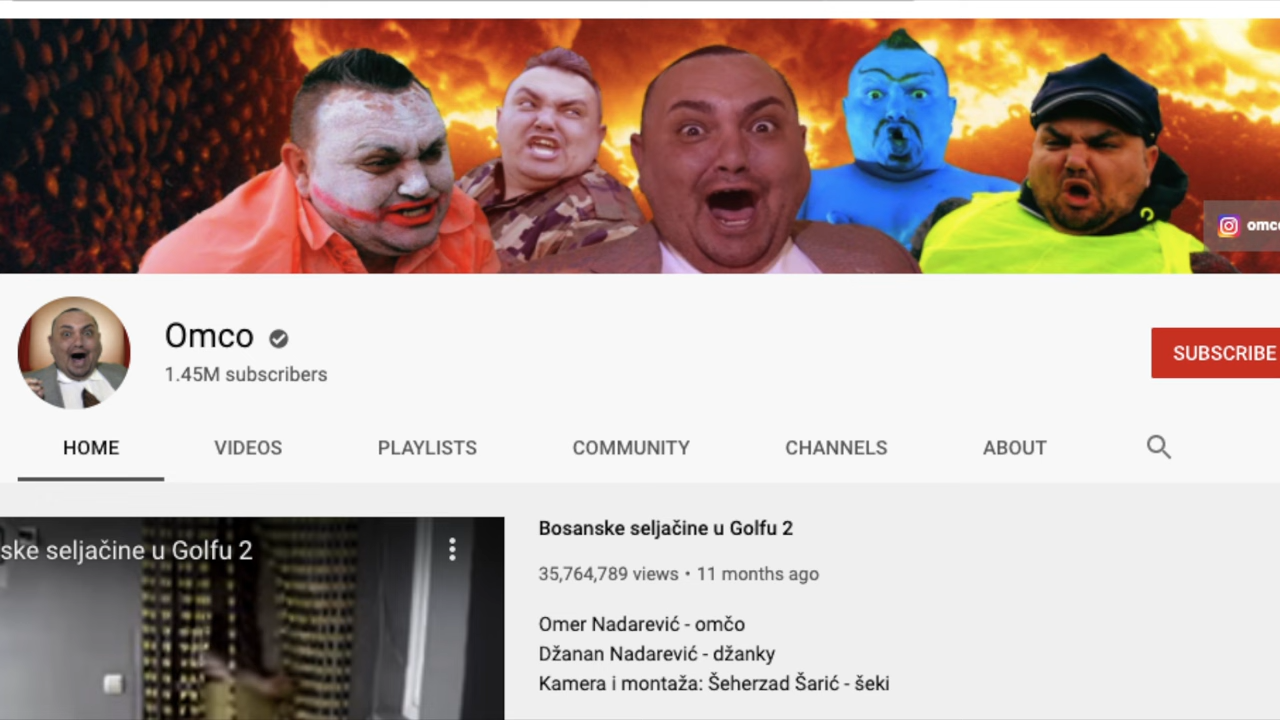 omc
Omco
1.45M subscribers
SUBSCRIBE
HOME VIDEOS PLAYLISTS COMMUNITY CHANNELS ABOUT
ske seljačine u Golfu 2
Bosanske seljačine u Golfu 2
35,764,789 views • 11 months ago
Omer Nadarević - omčo
Džanan Nadarević - džanky
Kamera i montaža: Šeherzad Šarić - šeki